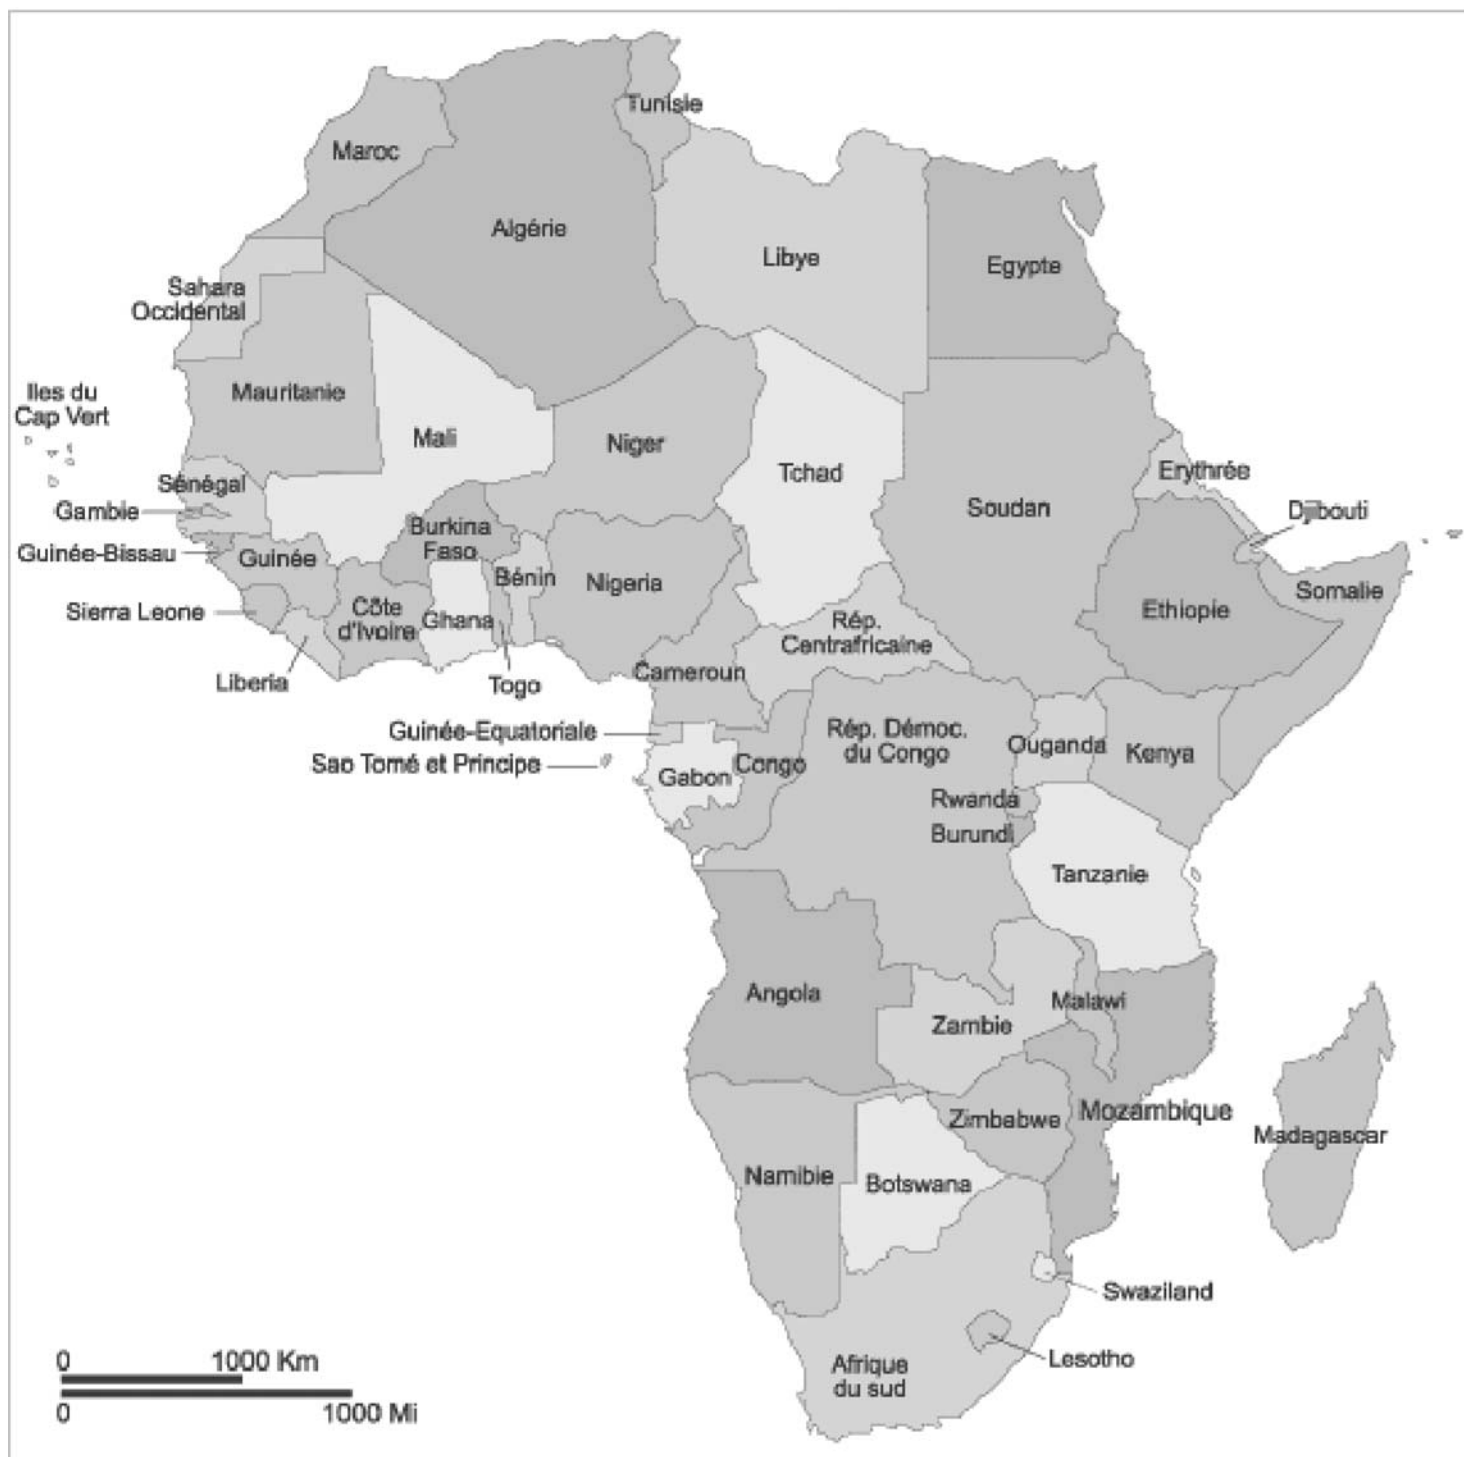 Tunisie
Maroc
Algérie
Libye
Egypte
Sahara
Occidental
Iles du
Cap Vert
Mauritanie
Mali
Niger
Tchad
Soudan
Erythrée
Sénégal
Gambie
Djibouti
Guinée-Bissau
Guinée
Burkina
Faso
Bénin
Nigeria
Ethiopie
Somalie
Sierra Leone
Côte
d'Ivoire
Ghana
Rép.
Centrafricaine
Liberia
Togo
Cameroun
Guinée-Equatoriale
Sao Tomé et Principe
Gabon
Congo
Rép. Démoc.
du Congo
Ouganda
Kenya
Rwanda
Burundi
Tanzanie
Angola
Zambie
Malawi
Mozambique
Zimbabwe
Madagascar
Namibie
Botswana
Swaziland
Lesotho
Afrique
du sud
0 1000 Km
0 1000 Mi